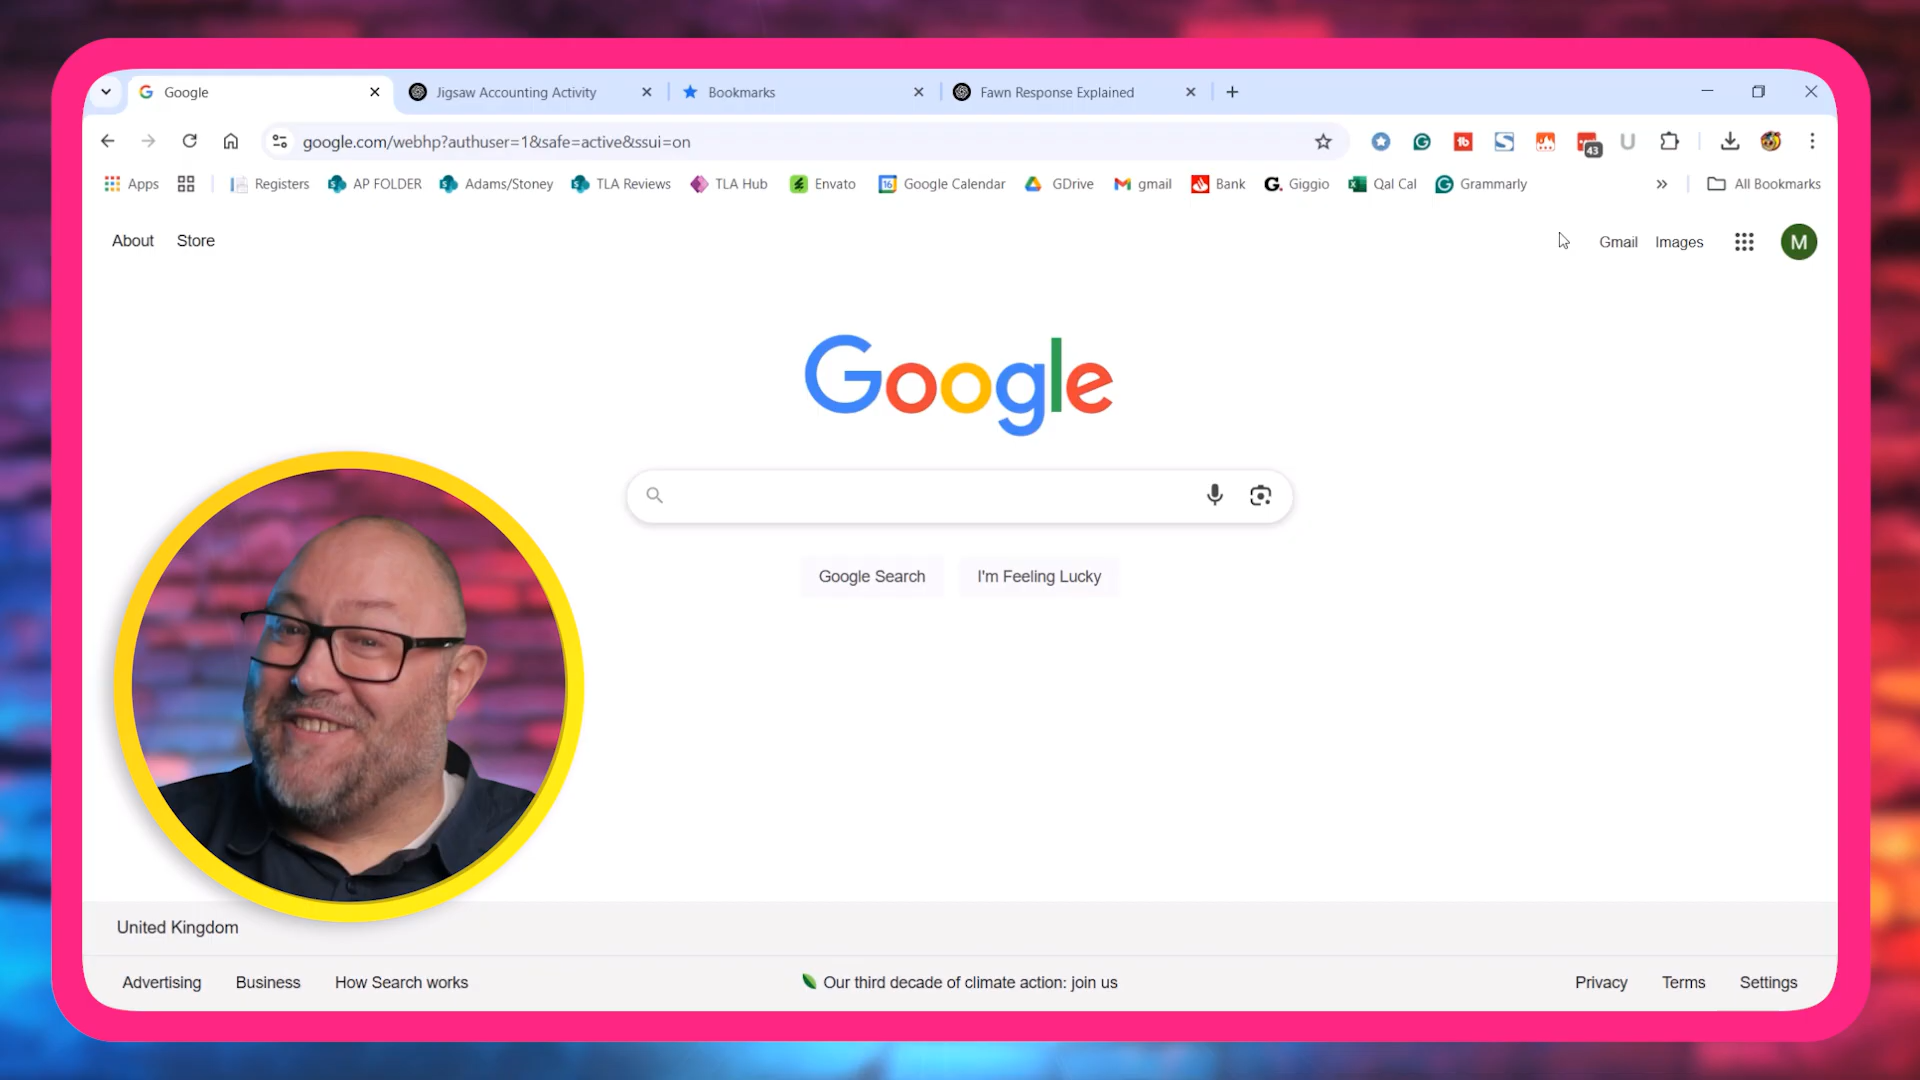 Google
Jigsaw Accounting Activity
Bookmarks
Fawn Response Explained
google.com/webhp?authuser=1&safe=active&ssui=on
43
Apps
Registers
AP FOLDER
Adams/Stoney
TLA Reviews
TLA Hub
Envato
16
Google Calendar
GDrive
gmail
Bank
G. Giggio
Qal Cal
Grammarly
All Bookmarks
About
Store
Gmail
Images
M
Google
Google Search
I'm Feeling Lucky
United Kingdom
Advertising
Business
How Search works
Our third decade of climate action: join us
Privacy
Terms
Settings